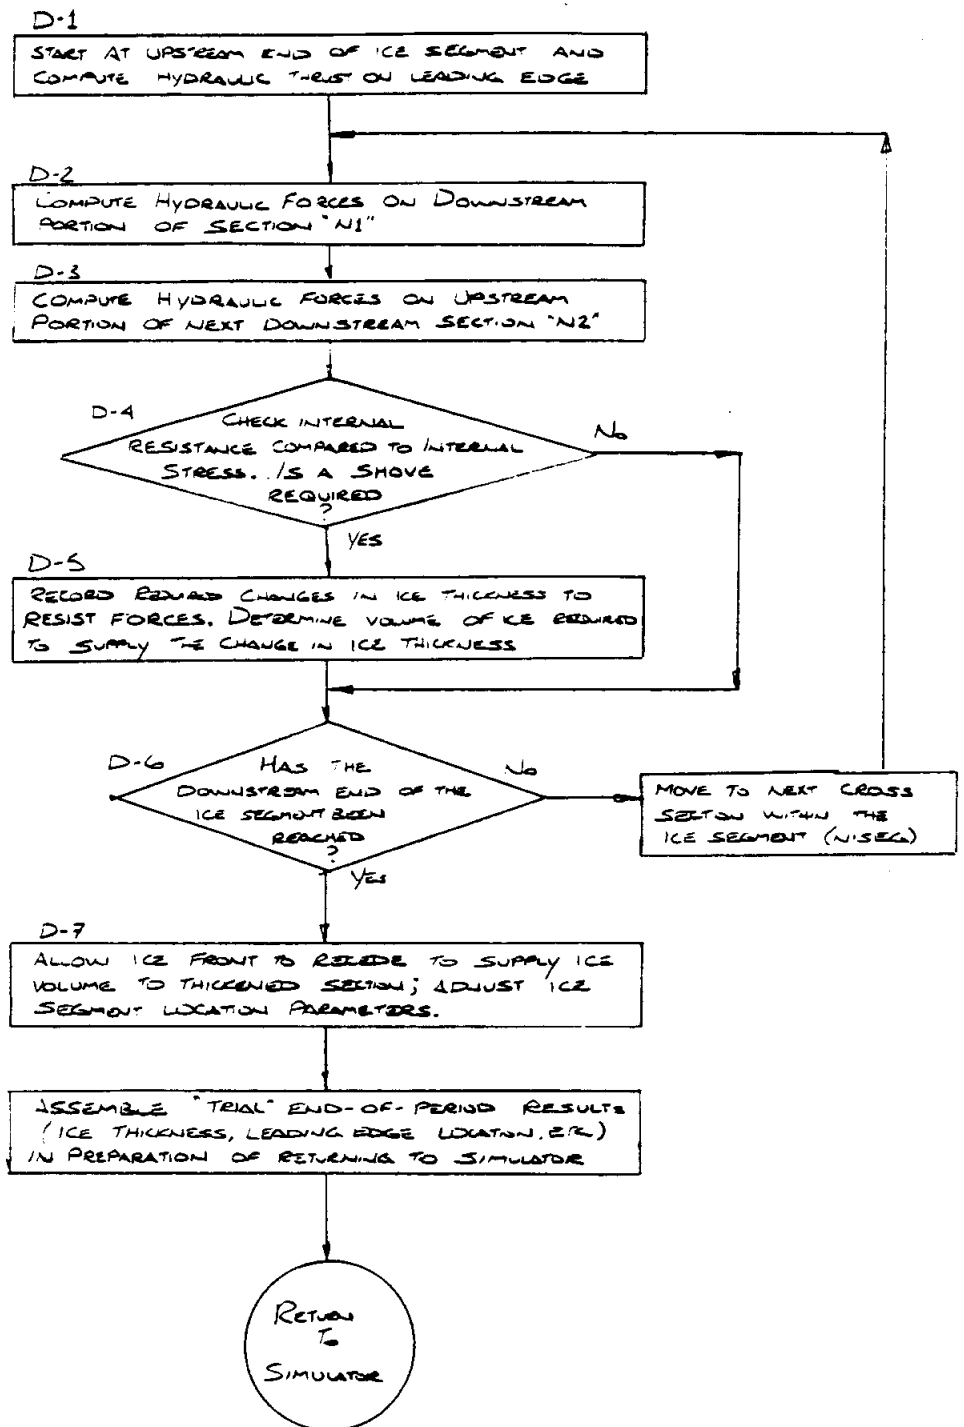 D-1
START AT UPSTREAM END OF ICE SEGMENT AND
COMPUTE HYDRAULIC THRUST ON LEADING EDGE
D-2
COMPUTE HYDRAULIC FORCES ON DOWNSTREAM
PORTION OF SECTION "N1"
D-3
COMPUTE HYDRAULIC FORCES ON UPSTREAM
PORTION OF NEXT DOWNSTREAM SECTION "N2"
D-4
CHECK INTERNAL
RESISTANCE COMPARED TO INTERNAL
STRESS. IS A SHOVE
REQUIRED
?
No
YES
D-5
RECORD REQUIRED CHANGES IN ICE THICKNESS TO
RESIST FORCES. DETERMINE VOLUME OF ICE REQUIRED
TO SUPPLY THE CHANGE IN ICE THICKNESS
D-6
HAS THE
DOWNSTREAM END OF THE
ICE SEGMENT BEEN
REACHED
?
No
YES
MOVE TO NEXT CROSS
SECTION WITHIN THE
ICE SEGMENT (NISEG)
D-7
ALLOW ICE FRONT TO RECEDE TO SUPPLY ICE
VOLUME TO THICKENED SECTION; ADJUST ICE
SEGMENT LOCATION PARAMETERS.
ASSEMBLE "TRIAL" END-OF-PERIOD RESULTS
(ICE THICKNESS, LEADING EDGE LOCATION, ETC)
IN PREPARATION OF RETURNING TO SIMULATOR
RETURN
To
SIMULATOR